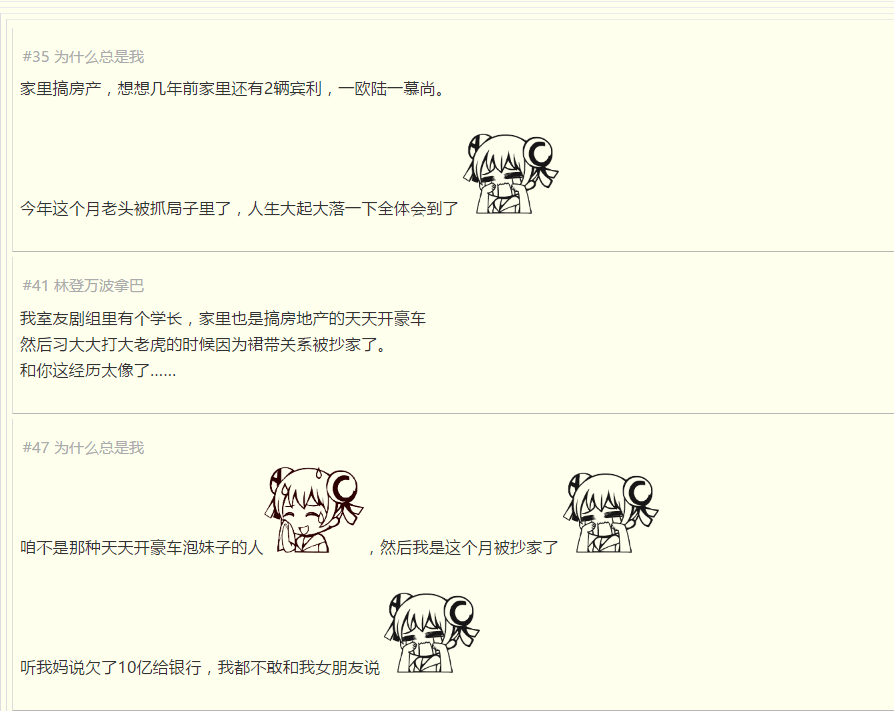 #35 为什么总是我
家里搞房产，想想几年前家里还有2辆宾利，一欧陆一慕尚。
今年这个月老头被抓局子里了，人生大起大落一下全体会到了
#41 林登万波拿巴
我室友剧组里有个学长，家里也是搞房地产的天天开豪车
然后习大大打大老虎的时候因为裙带关系被抄家了。
和你这经历太像了……
#47 为什么总是我
咱不是那种天天开豪车泡妹子的人 ，然后我是这个月被抄家了
听我妈说欠了10亿给银行，我都不敢和我女朋友说